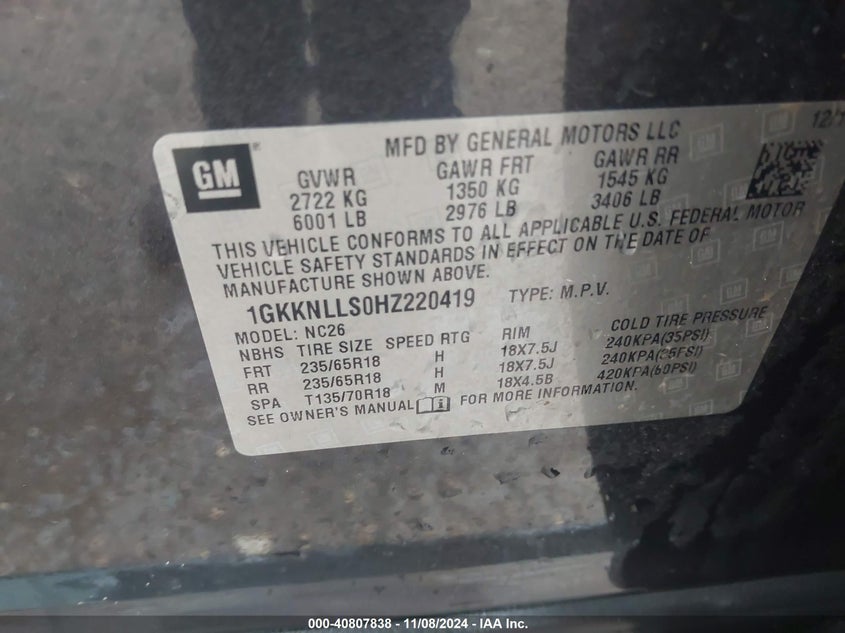 MFD BY GENERAL MOTORS LLC
12/
GM
GVWR GAWR FRT GAWR RR
2722 KG 1350 KG 1545 KG
6001 LB 2976 LB 3406 LB
THIS VEHICLE CONFORMS TO ALL APPLICABLE U.S. FEDERAL MOTOR
VEHICLE SAFETY STANDARDS IN EFFECT ON THE DATE OF
MANUFACTURE SHOWN ABOVE.
1GKKNLLS0HZ220419 TYPE: M.P.V.
MODEL: NC26
NBHS TIRE SIZE SPEED RTG RIM COLD TIRE PRESSURE
FRT 235/65R18 H 18X7.5J 240KPA(35PSI)
RR 235/65R18 H 18X7.5J 240KPA(35PSI)
SPA T135/70R18 M 18X4.5B 420KPA(60PSI)
SEE OWNER'S MANUAL FOR MORE INFORMATION.
000-40807838 - 11/08/2024 - IAA Inc.